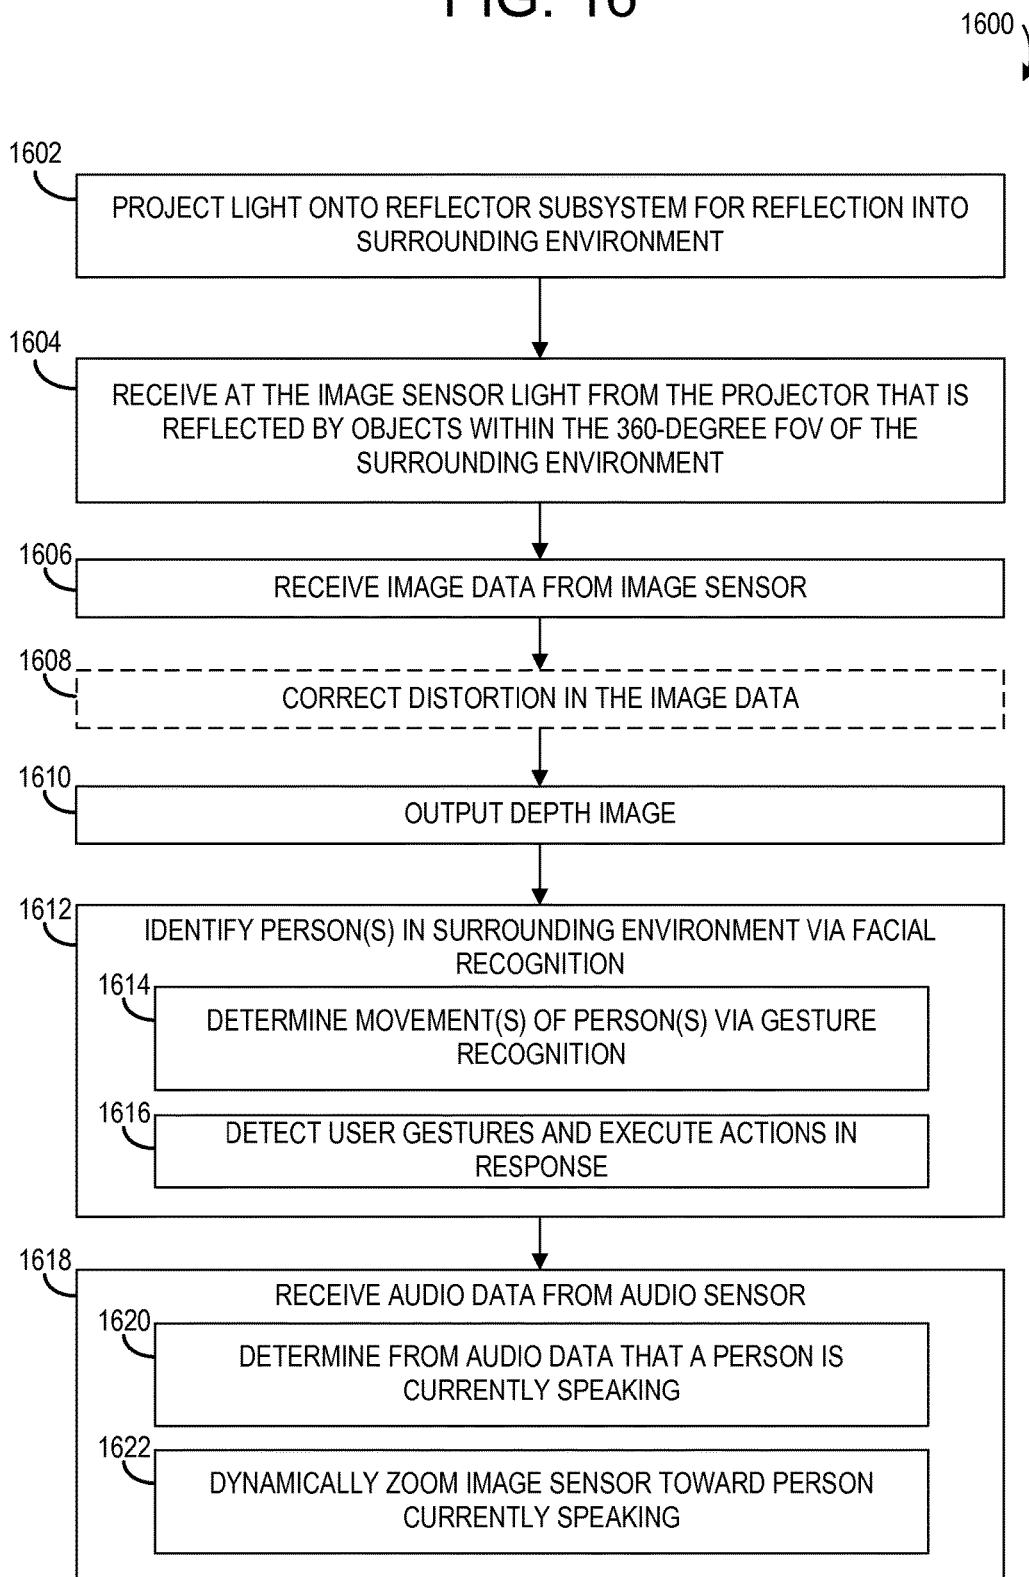 FIG. 16
1600
1602
PROJECT LIGHT ONTO REFLECTOR SUBSYSTEM FOR REFLECTION INTO
SURROUNDING ENVIRONMENT
1604
RECEIVE AT THE IMAGE SENSOR LIGHT FROM THE PROJECTOR THAT IS
REFLECTED BY OBJECTS WITHIN THE 360-DEGREE FOV OF THE
SURROUNDING ENVIRONMENT
1606
RECEIVE IMAGE DATA FROM IMAGE SENSOR
1608
CORRECT DISTORTION IN THE IMAGE DATA
1610
OUTPUT DEPTH IMAGE
1612
IDENTIFY PERSON(S) IN SURROUNDING ENVIRONMENT VIA FACIAL
RECOGNITION
1614
DETERMINE MOVEMENT(S) OF PERSON(S) VIA GESTURE
RECOGNITION
1616
DETECT USER GESTURES AND EXECUTE ACTIONS IN
RESPONSE
1618
RECEIVE AUDIO DATA FROM AUDIO SENSOR
1620
DETERMINE FROM AUDIO DATA THAT A PERSON IS
CURRENTLY SPEAKING
1622
DYNAMICALLY ZOOM IMAGE SENSOR TOWARD PERSON
CURRENTLY SPEAKING